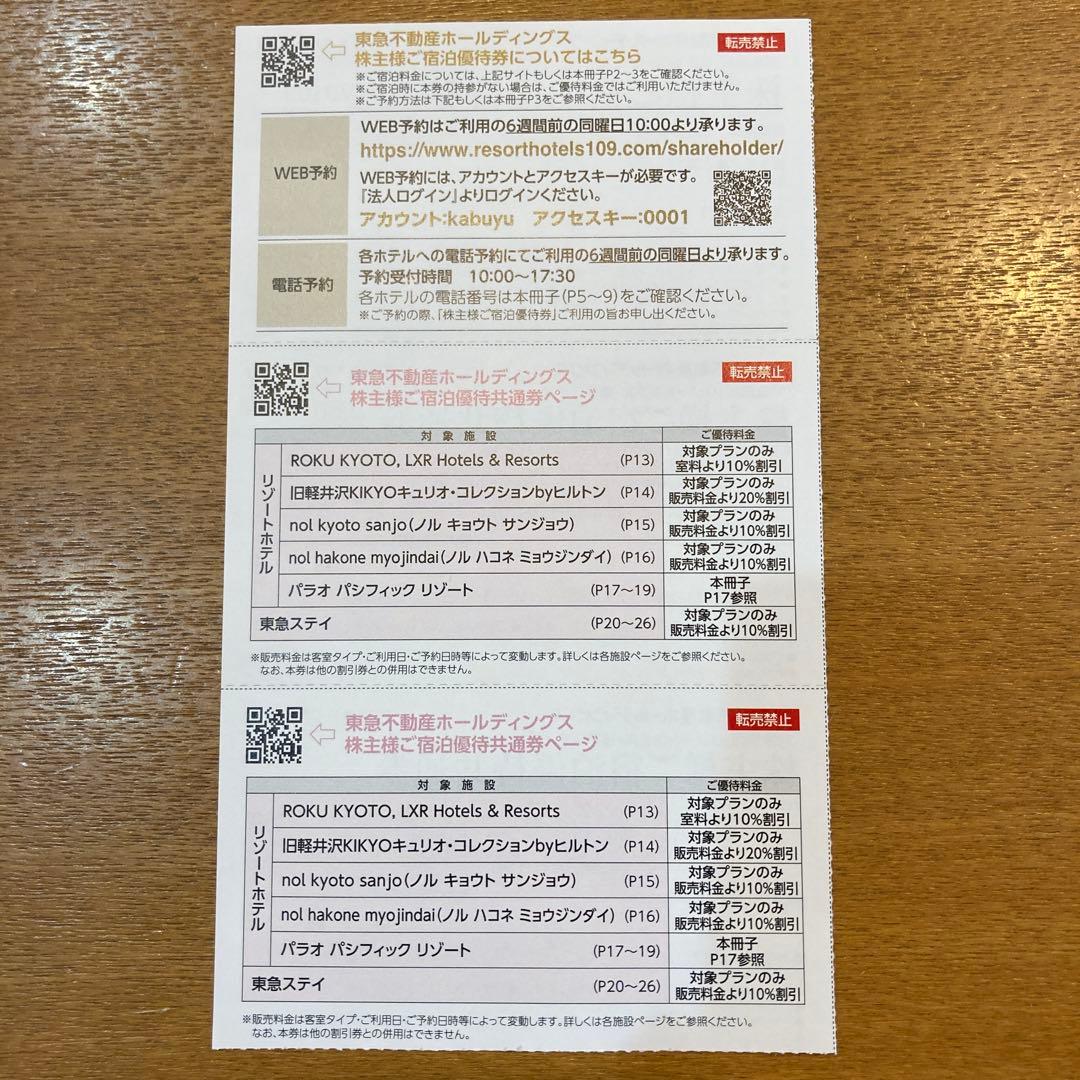 東急不動産ホールディングス
株主様ご宿泊優待券についてはこちら
転売禁止
※ご宿泊料金については、上記サイトもしくは本冊子P2～3をご確認ください。
※ご宿泊時に本券の持参がない場合は、ご優待料金ではご利用いただけません。
※ご予約方法は下記もしくは本冊子P3をご参照ください。
WEB予約
WEB予約はご利用の6週間前の同曜日10:00より承ります。
https://www.resorthotels109.com/shareholder/
WEB予約には、アカウントとアクセスキーが必要です。
『法人ログイン』よりログインください。
アカウント:kabuyu アクセスキー:0001
電話予約
各ホテルへの電話予約にてご利用の6週間前の同曜日より承ります。
予約受付時間 10:00～17:30
各ホテルの電話番号は本冊子(P5～9)をご確認ください。
※ご予約の際、「株主様ご宿泊優待券」ご利用の旨お申し出ください。
東急不動産ホールディングス
株主様ご宿泊優待共通券ページ
転売禁止
対象施設 ご優待料金
リゾートホテル
ROKU KYOTO, LXR Hotels & Resorts (P13) 対象プランのみ
室料より10%割引
旧軽井沢KIKYOキュリオ・コレクションbyヒルトン (P14) 対象プランのみ
販売料金より20%割引
nol kyoto sanjo(ノル キョウト サンジョウ) (P15) 対象プランのみ
販売料金より10%割引
nol hakone myojindai(ノル ハコネ ミョウジンダイ) (P16) 対象プランのみ
販売料金より10%割引
パラオ パシフィック リゾート (P17～19) 本冊子
P17参照
東急ステイ (P20～26) 対象プランのみ
販売料金より10%割引
※販売料金は客室タイプ・ご利用日・ご予約日時等によって変動します。詳しくは各施設ページをご参照ください。
なお、本券は他の割引券との併用はできません。
東急不動産ホールディングス
株主様ご宿泊優待共通券ページ
転売禁止
対象施設 ご優待料金
リゾートホテル
ROKU KYOTO, LXR Hotels & Resorts (P13) 対象プランのみ
室料より10%割引
旧軽井沢KIKYOキュリオ・コレクションbyヒルトン (P14) 対象プランのみ
販売料金より20%割引
nol kyoto sanjo(ノル キョウト サンジョウ) (P15) 対象プランのみ
販売料金より10%割引
nol hakone myojindai(ノル ハコネ ミョウジンダイ) (P16) 対象プランのみ
販売料金より10%割引
パラオ パシフィック リゾート (P17～19) 本冊子
P17参照
東急ステイ (P20～26) 対象プランのみ
販売料金より10%割引
※販売料金は客室タイプ・ご利用日・ご予約日時等によって変動します。詳しくは各施設ページをご参照ください。
なお、本券は他の割引券との併用はできません。